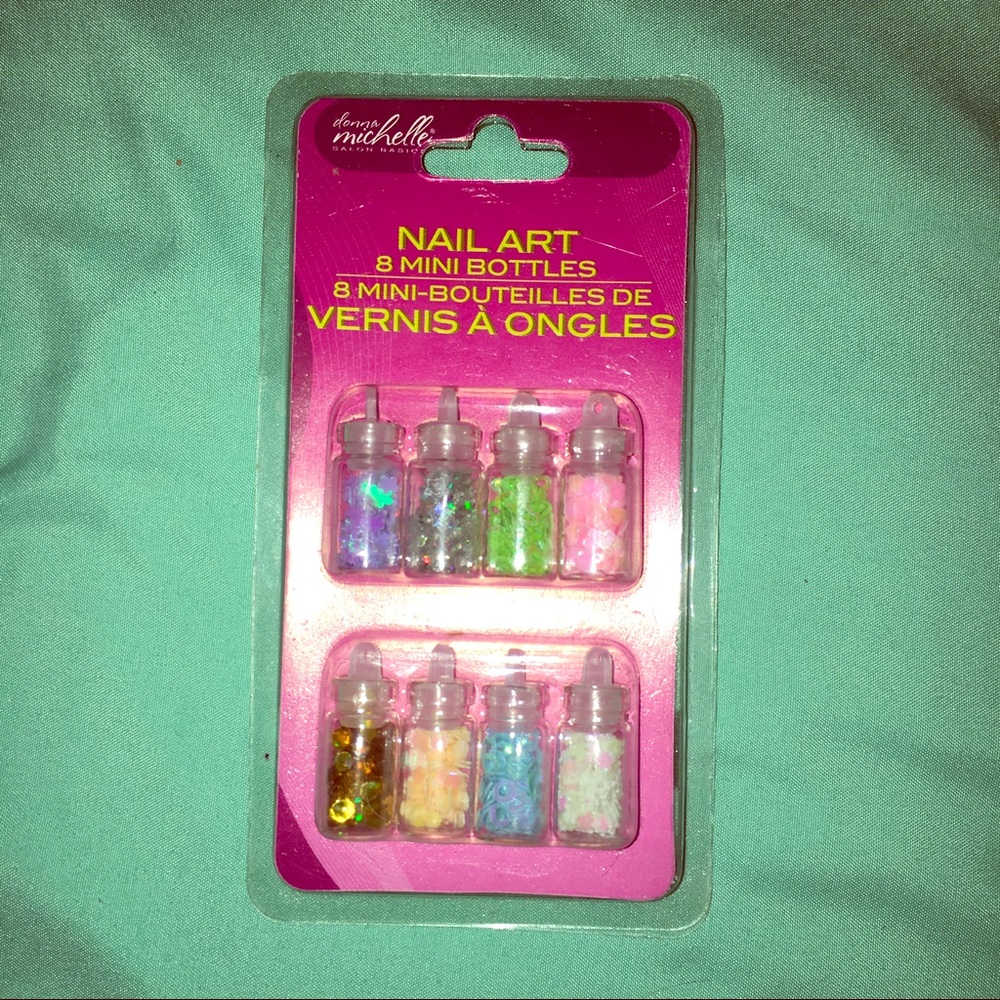 donna
michelle®
SALON BASICS
NAIL ART
8 MINI BOTTLES
8 MINI-BOUTEILLES DE
VERNIS À ONGLES